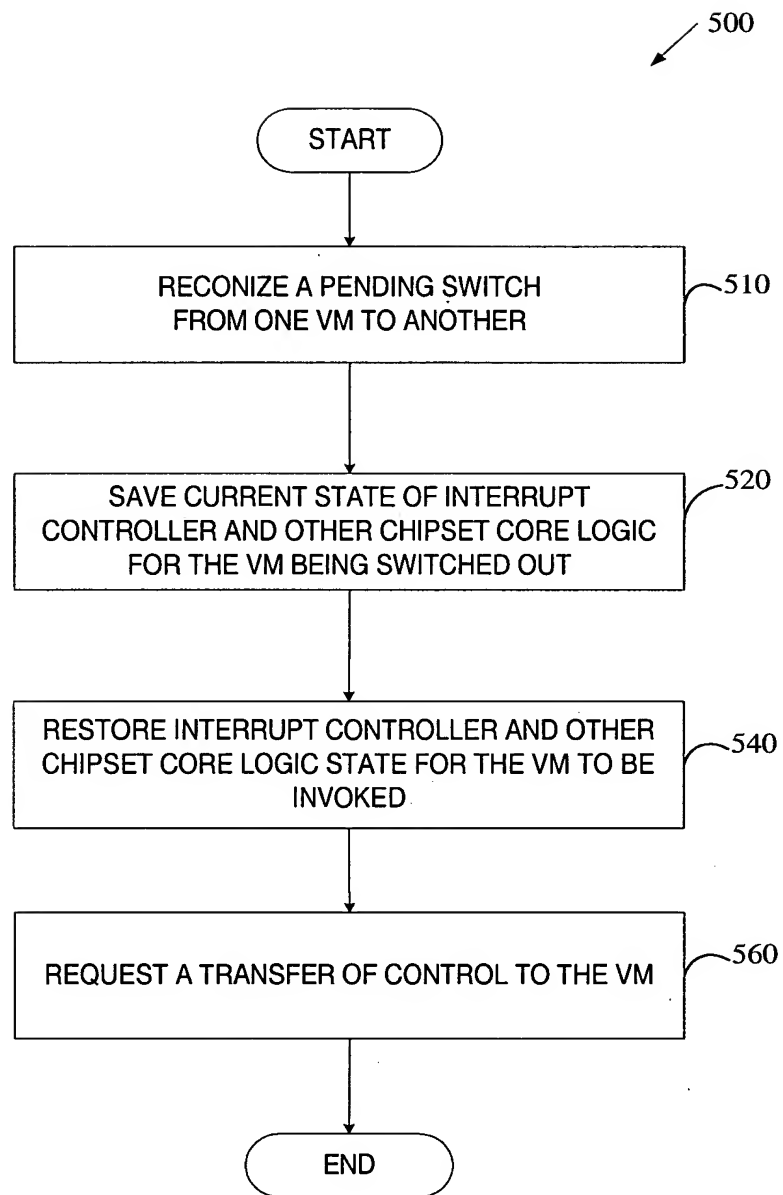 500
START
RECONIZE A PENDING SWITCH
FROM ONE VM TO ANOTHER
510
SAVE CURRENT STATE OF INTERRUPT
CONTROLLER AND OTHER CHIPSET CORE LOGIC
FOR THE VM BEING SWITCHED OUT
520
RESTORE INTERRUPT CONTROLLER AND OTHER
CHIPSET CORE LOGIC STATE FOR THE VM TO BE
INVOKED
540
REQUEST A TRANSFER OF CONTROL TO THE VM
560
END